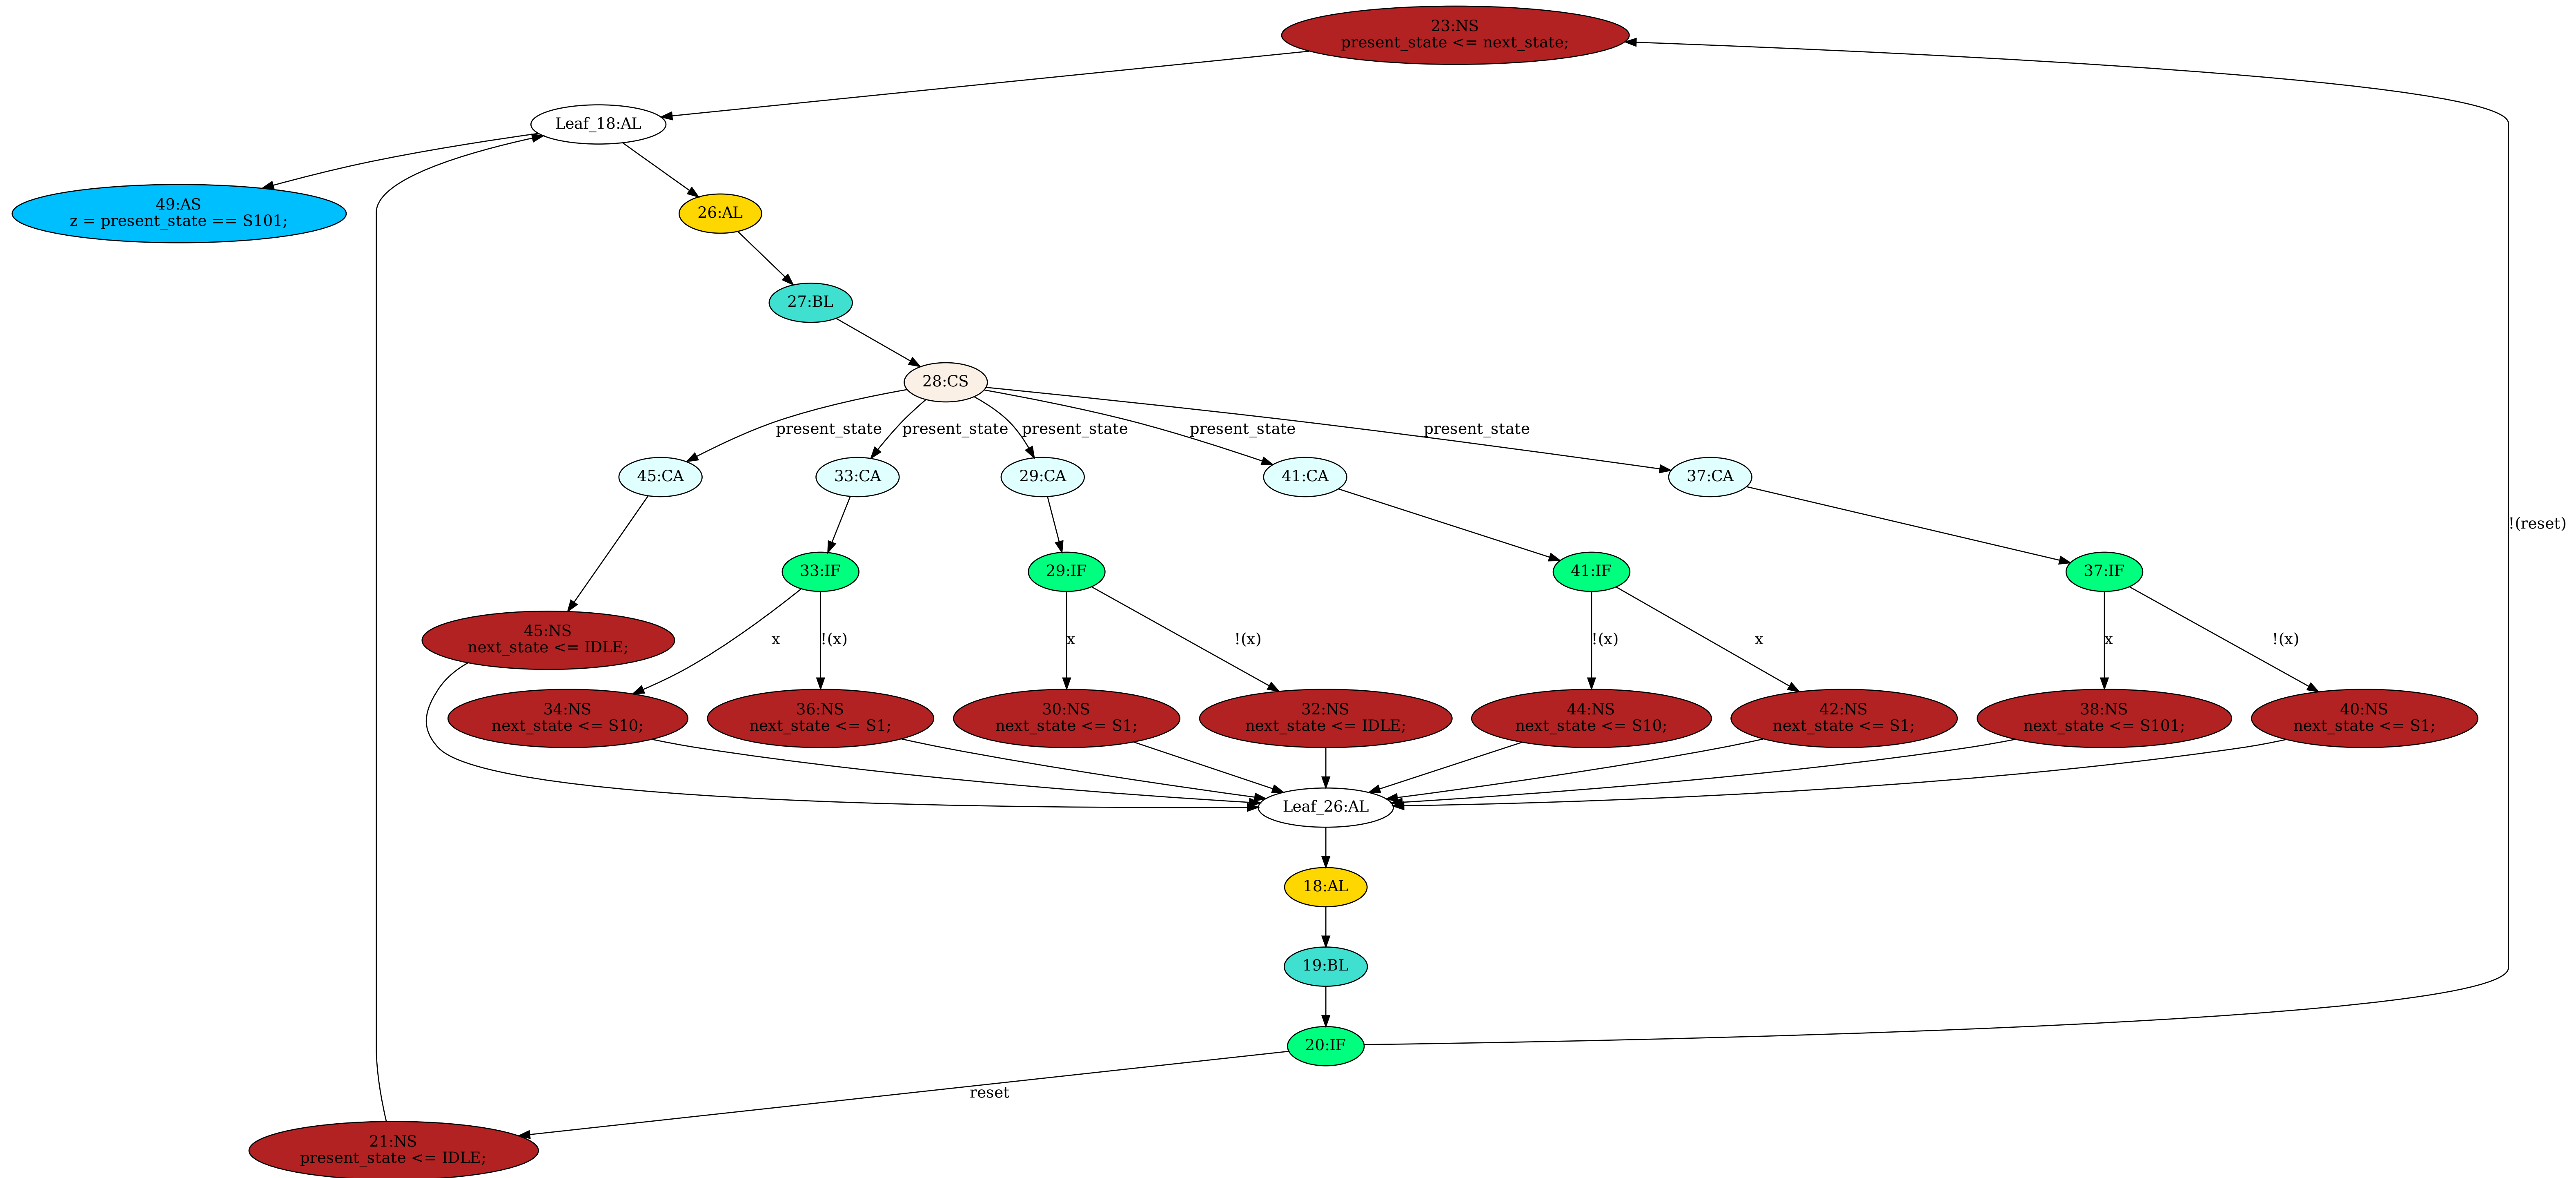 23:NS
present_state <= next_state;
Leaf_18:AL
49:AS
z = present_state == S101;
26:AL
27:BL
28:CS
present_state
present_state
present_state
present_state
present_state
45:CA
33:CA
29:CA
41:CA
37:CA
!(reset)
33:IF
29:IF
41:IF
37:IF
45:NS
next_state <= IDLE;
x
!(x)
x
!(x)
!(x)
x
x
!(x)
34:NS
next_state <= S10;
36:NS
next_state <= S1;
30:NS
next_state <= S1;
32:NS
next_state <= IDLE;
44:NS
next_state <= S10;
42:NS
next_state <= S1;
38:NS
next_state <= S101;
40:NS
next_state <= S1;
Leaf_26:AL
18:AL
19:BL
20:IF
reset
21:NS
present_state <= IDLE;